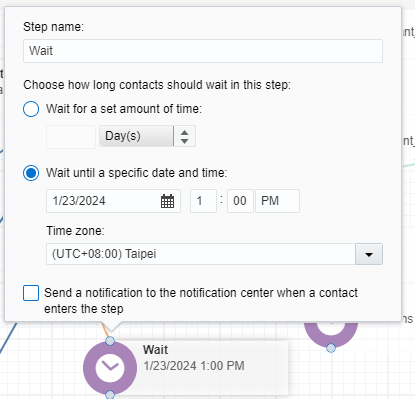 Step name:
Wait
Choose how long contacts should wait in this step:
Wait for a set amount of time:
Day(s)
Wait until a specific date and time:
1/23/2024 1 : 00 PM
Time zone:
(UTC+08:00) Taipei
Send a notification to the notification center when a contact
enters the step
Wait
1/23/2024 1:00 PM